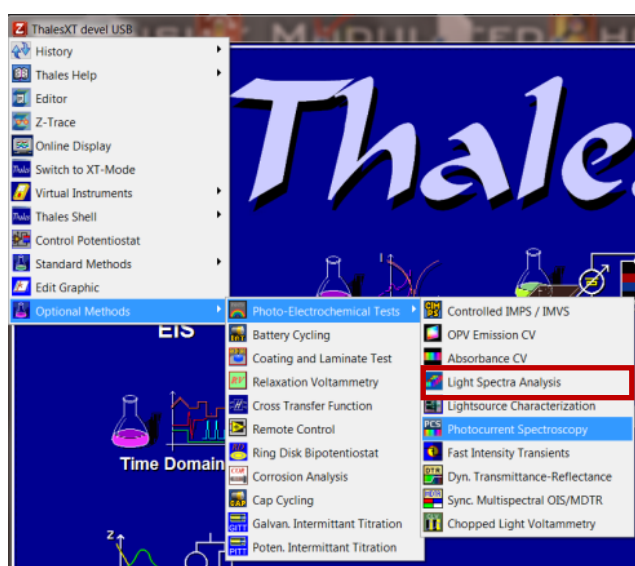 ThalesXT devel USB
History
Thales Help
Editor
Z-Trace
Online Display
Switch to XT-Mode
Virtual Instruments
Thales Shell
Control Potentiostat
Standard Methods
Edit Graphic
Optional Methods
Photo-Electrochemical Tests
Battery Cycling
Coating and Laminate Test
Relaxation Voltammetry
Cross Transfer Function
Remote Control
Ring Disk Bipotentiostat
Corrosion Analysis
Cap Cycling
Galvan. Intermittant Titration
Poten. Intermittant Titration
Controlled IMPS / IMVS
OPV Emission CV
Absorbance CV
Light Spectra Analysis
Lightsource Characterization
Photocurrent Spectroscopy
Fast Intensity Transients
Dyn. Transmittance-Reflectance
Sync. Multispectral OIS/MDTR
Chopped Light Voltammetry
Thales
EIS
Time Domain
Z
I